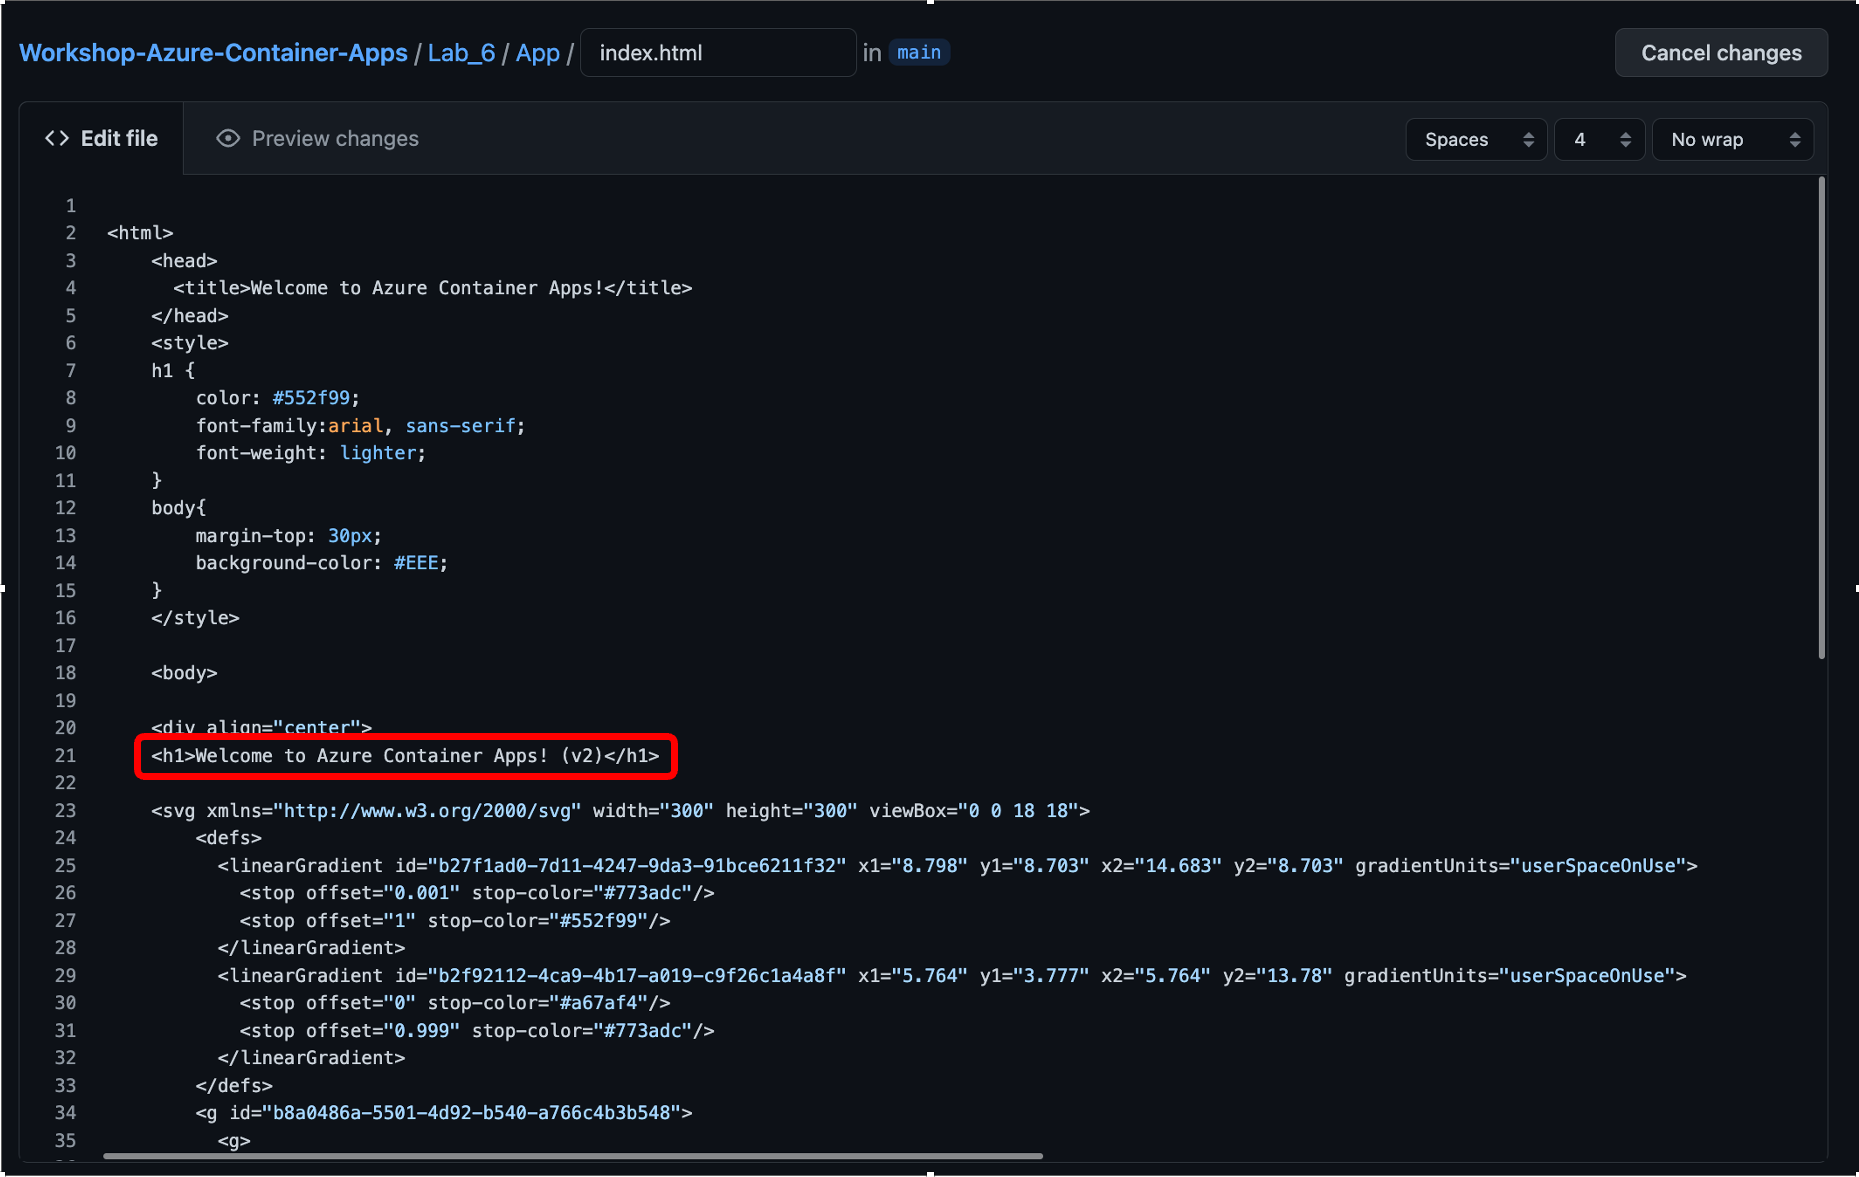 Workshop-Azure-Container-Apps / Lab_6 / App / index.html in main Cancel changes
Edit file Preview changes Spaces 4 No wrap
1
2 <html>
3     <head>
4       <title>Welcome to Azure Container Apps!</title>
5     </head>
6     <style>
7     h1 {
8         color: #552f99;
9         font-family:arial, sans-serif;
10         font-weight: lighter;
11     }
12     body{
13         margin-top: 30px;
14         background-color: #EEE;
15     }
16     </style>
17
18     <body>
19
20     <div align="center">
21     <h1>Welcome to Azure Container Apps! (v2)</h1>
22
23     <svg xmlns="http://www.w3.org/2000/svg" width="300" height="300" viewBox="0 0 18 18">
24         <defs>
25           <linearGradient id="b27f1ad0-7d11-4247-9da3-91bce6211f32" x1="8.798" y1="8.703" x2="14.683" y2="8.703" gradientUnits="userSpaceOnUse">
26             <stop offset="0.001" stop-color="#773adc"/>
27             <stop offset="1" stop-color="#552f99"/>
28           </linearGradient>
29           <linearGradient id="b2f92112-4ca9-4b17-a019-c9f26c1a4a8f" x1="5.764" y1="3.777" x2="5.764" y2="13.78" gradientUnits="userSpaceOnUse">
30             <stop offset="0" stop-color="#a67af4"/>
31             <stop offset="0.999" stop-color="#773adc"/>
32           </linearGradient>
33         </defs>
34         <g id="b8a0486a-5501-4d92-b540-a766c4b3b548">
35           <g>